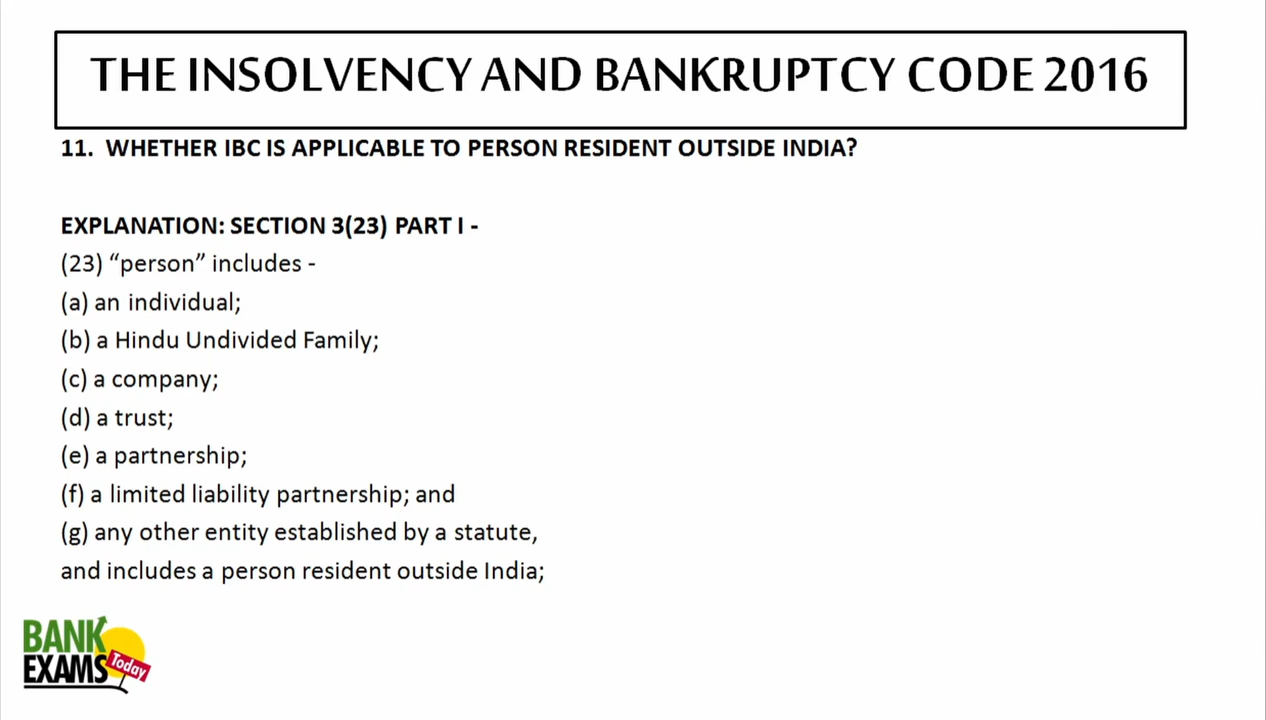 THE INSOLVENCY AND BANKRUPTCY CODE 2016
11. WHETHER IBC IS APPLICABLE TO PERSON RESIDENT OUTSIDE INDIA?
EXPLANATION: SECTION 3(23) PART I -
(23) “person” includes -
(a) an individual;
(b) a Hindu Undivided Family;
(c) a company;
(d) a trust;
(e) a partnership;
(f) a limited liability partnership; and
(g) any other entity established by a statute,
and includes a person resident outside India;
BANK
EXAMS
Today